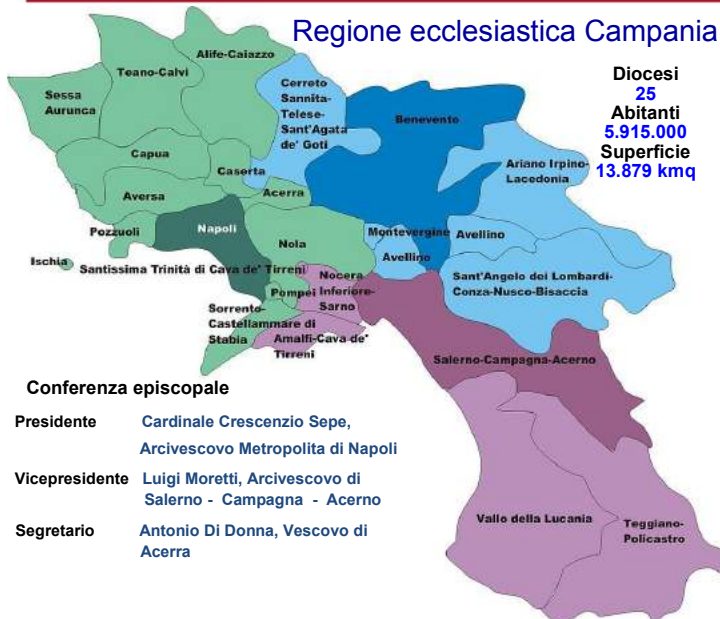 Regione ecclesiastica Campania
Diocesi
25
Abitanti
5.915.000
Superficie
13.879 kmq
Alife-Caiazzo
Teano-Calvi
Sessa
Aurunca
Cerreto
Sannita-
Telese-
Sant'Agata
de' Goti
Benevento
Capua
Caserta
Ariano Irpino-
Lacedonia
Aversa
Acerra
Pozzuoli
Napoli
Nola
Montevergine
Avellino
Avellino
Ischia
Santissima Trinità di Cava de' Tirreni
Nocera
Inferiore-
Sarno
Pompei
Sant'Angelo dei Lombardi-
Conza-Nusco-Bisaccia
Sorrento-
Castellammare di
Stabia
Amalfi-Cava de'
Tirreni
Salerno-Campagna-Acerno
Conferenza episcopale
Presidente Cardinale Crescenzio Sepe,
Arcivescovo Metropolita di Napoli
Vicepresidente Luigi Moretti, Arcivescovo di
Salerno - Campagna - Acerno
Segretario Antonio Di Donna, Vescovo di
Acerra
Vallo della Lucania
Teggiano-
Policastro